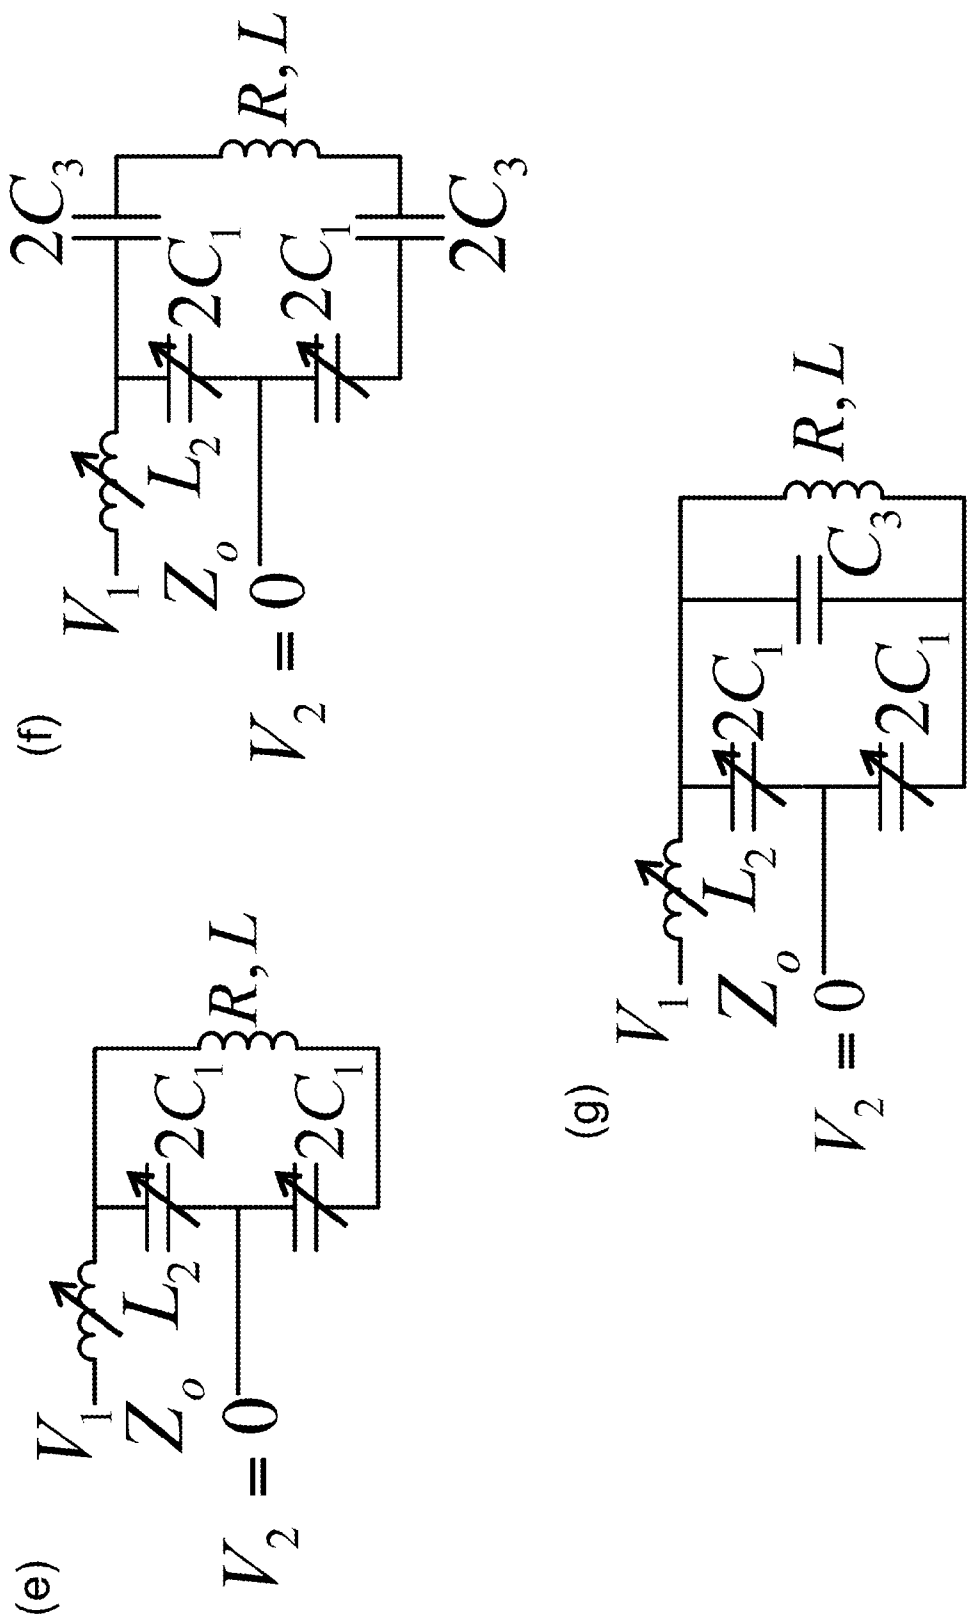 (e)
V₁
L₂
2C₁
Zₒ
2C₁
R, L
V₂ = 0
(f)
2C₃
V₁
L₂
2C₁
Zₒ
2C₁
R, L
V₂ = 0
2C₃
(g)
V₁
L₂
2C₁
Zₒ
C₃
R, L
2C₁
V₂ = 0